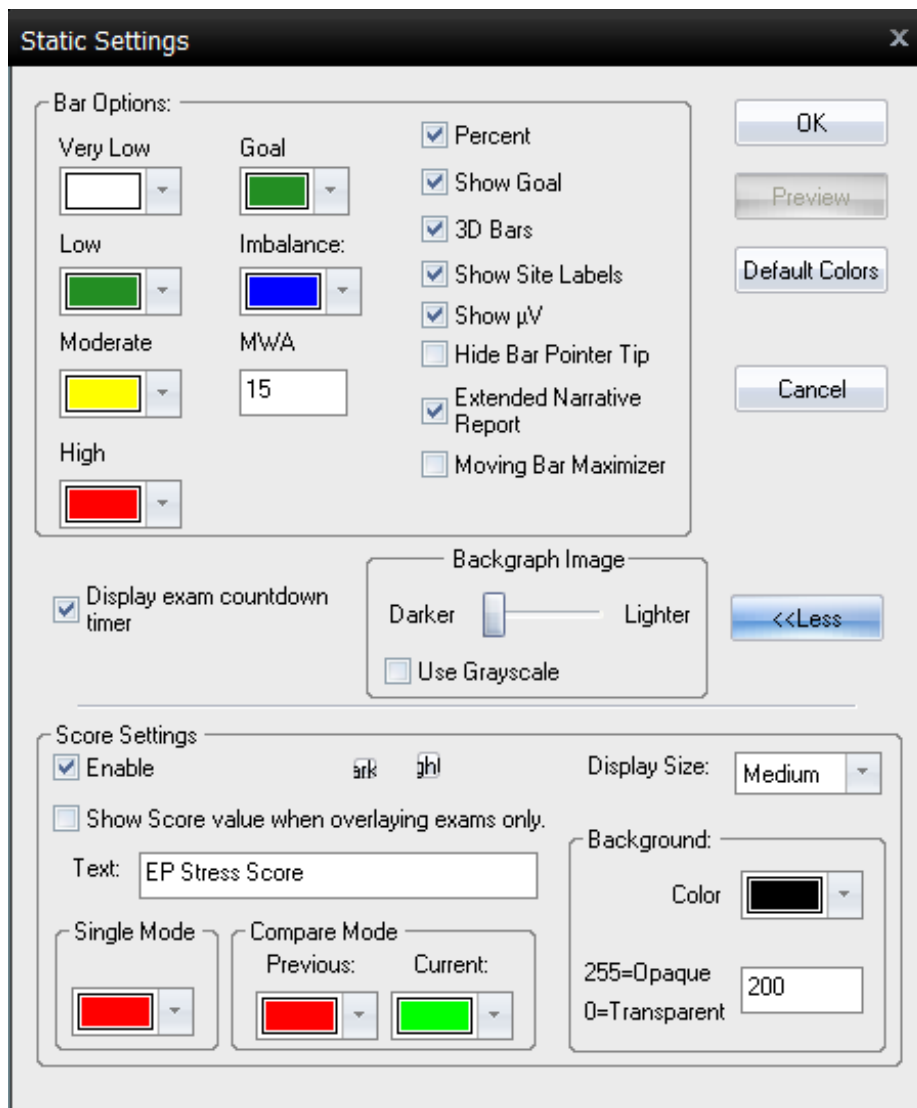 Static Settings
x
Bar Options:
Very Low
Goal
Low
Imbalance:
Moderate
MWA
15
High
Percent
Show Goal
3D Bars
Show Site Labels
Show µV
Hide Bar Pointer Tip
Extended Narrative
Report
Moving Bar Maximizer
OK
Preview
Default Colors
Cancel
Display exam countdown
timer
Backgraph Image
Darker
Lighter
Use Grayscale
<<Less
Score Settings
Enable
Display Size:
Medium
Show Score value when overlaying exams only.
Text:
EP Stress Score
Single Mode
Compare Mode
Previous:
Current:
Background:
Color
255=Opaque
0=Transparent
200